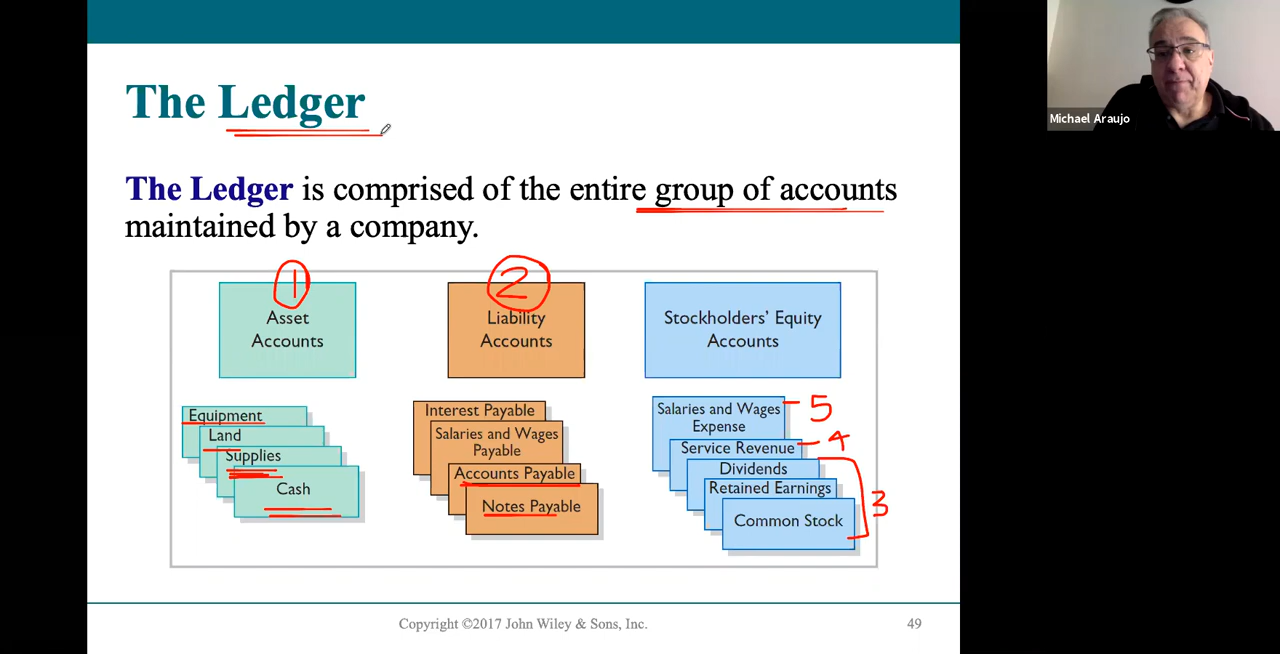 The Ledger
Michael Araujo
The Ledger is comprised of the entire group of accounts
maintained by a company.
1
2
Asset
Accounts
Liability
Accounts
Stockholders' Equity
Accounts
Equipment
Land
Supplies
Cash
Interest Payable
Salaries and Wages
Payable
Accounts Payable
Notes Payable
Salaries and Wages
Expense
5
Service Revenue
4
Dividends
Retained Earnings
3
Common Stock
Copyright ©2017 John Wiley & Sons, Inc.
49